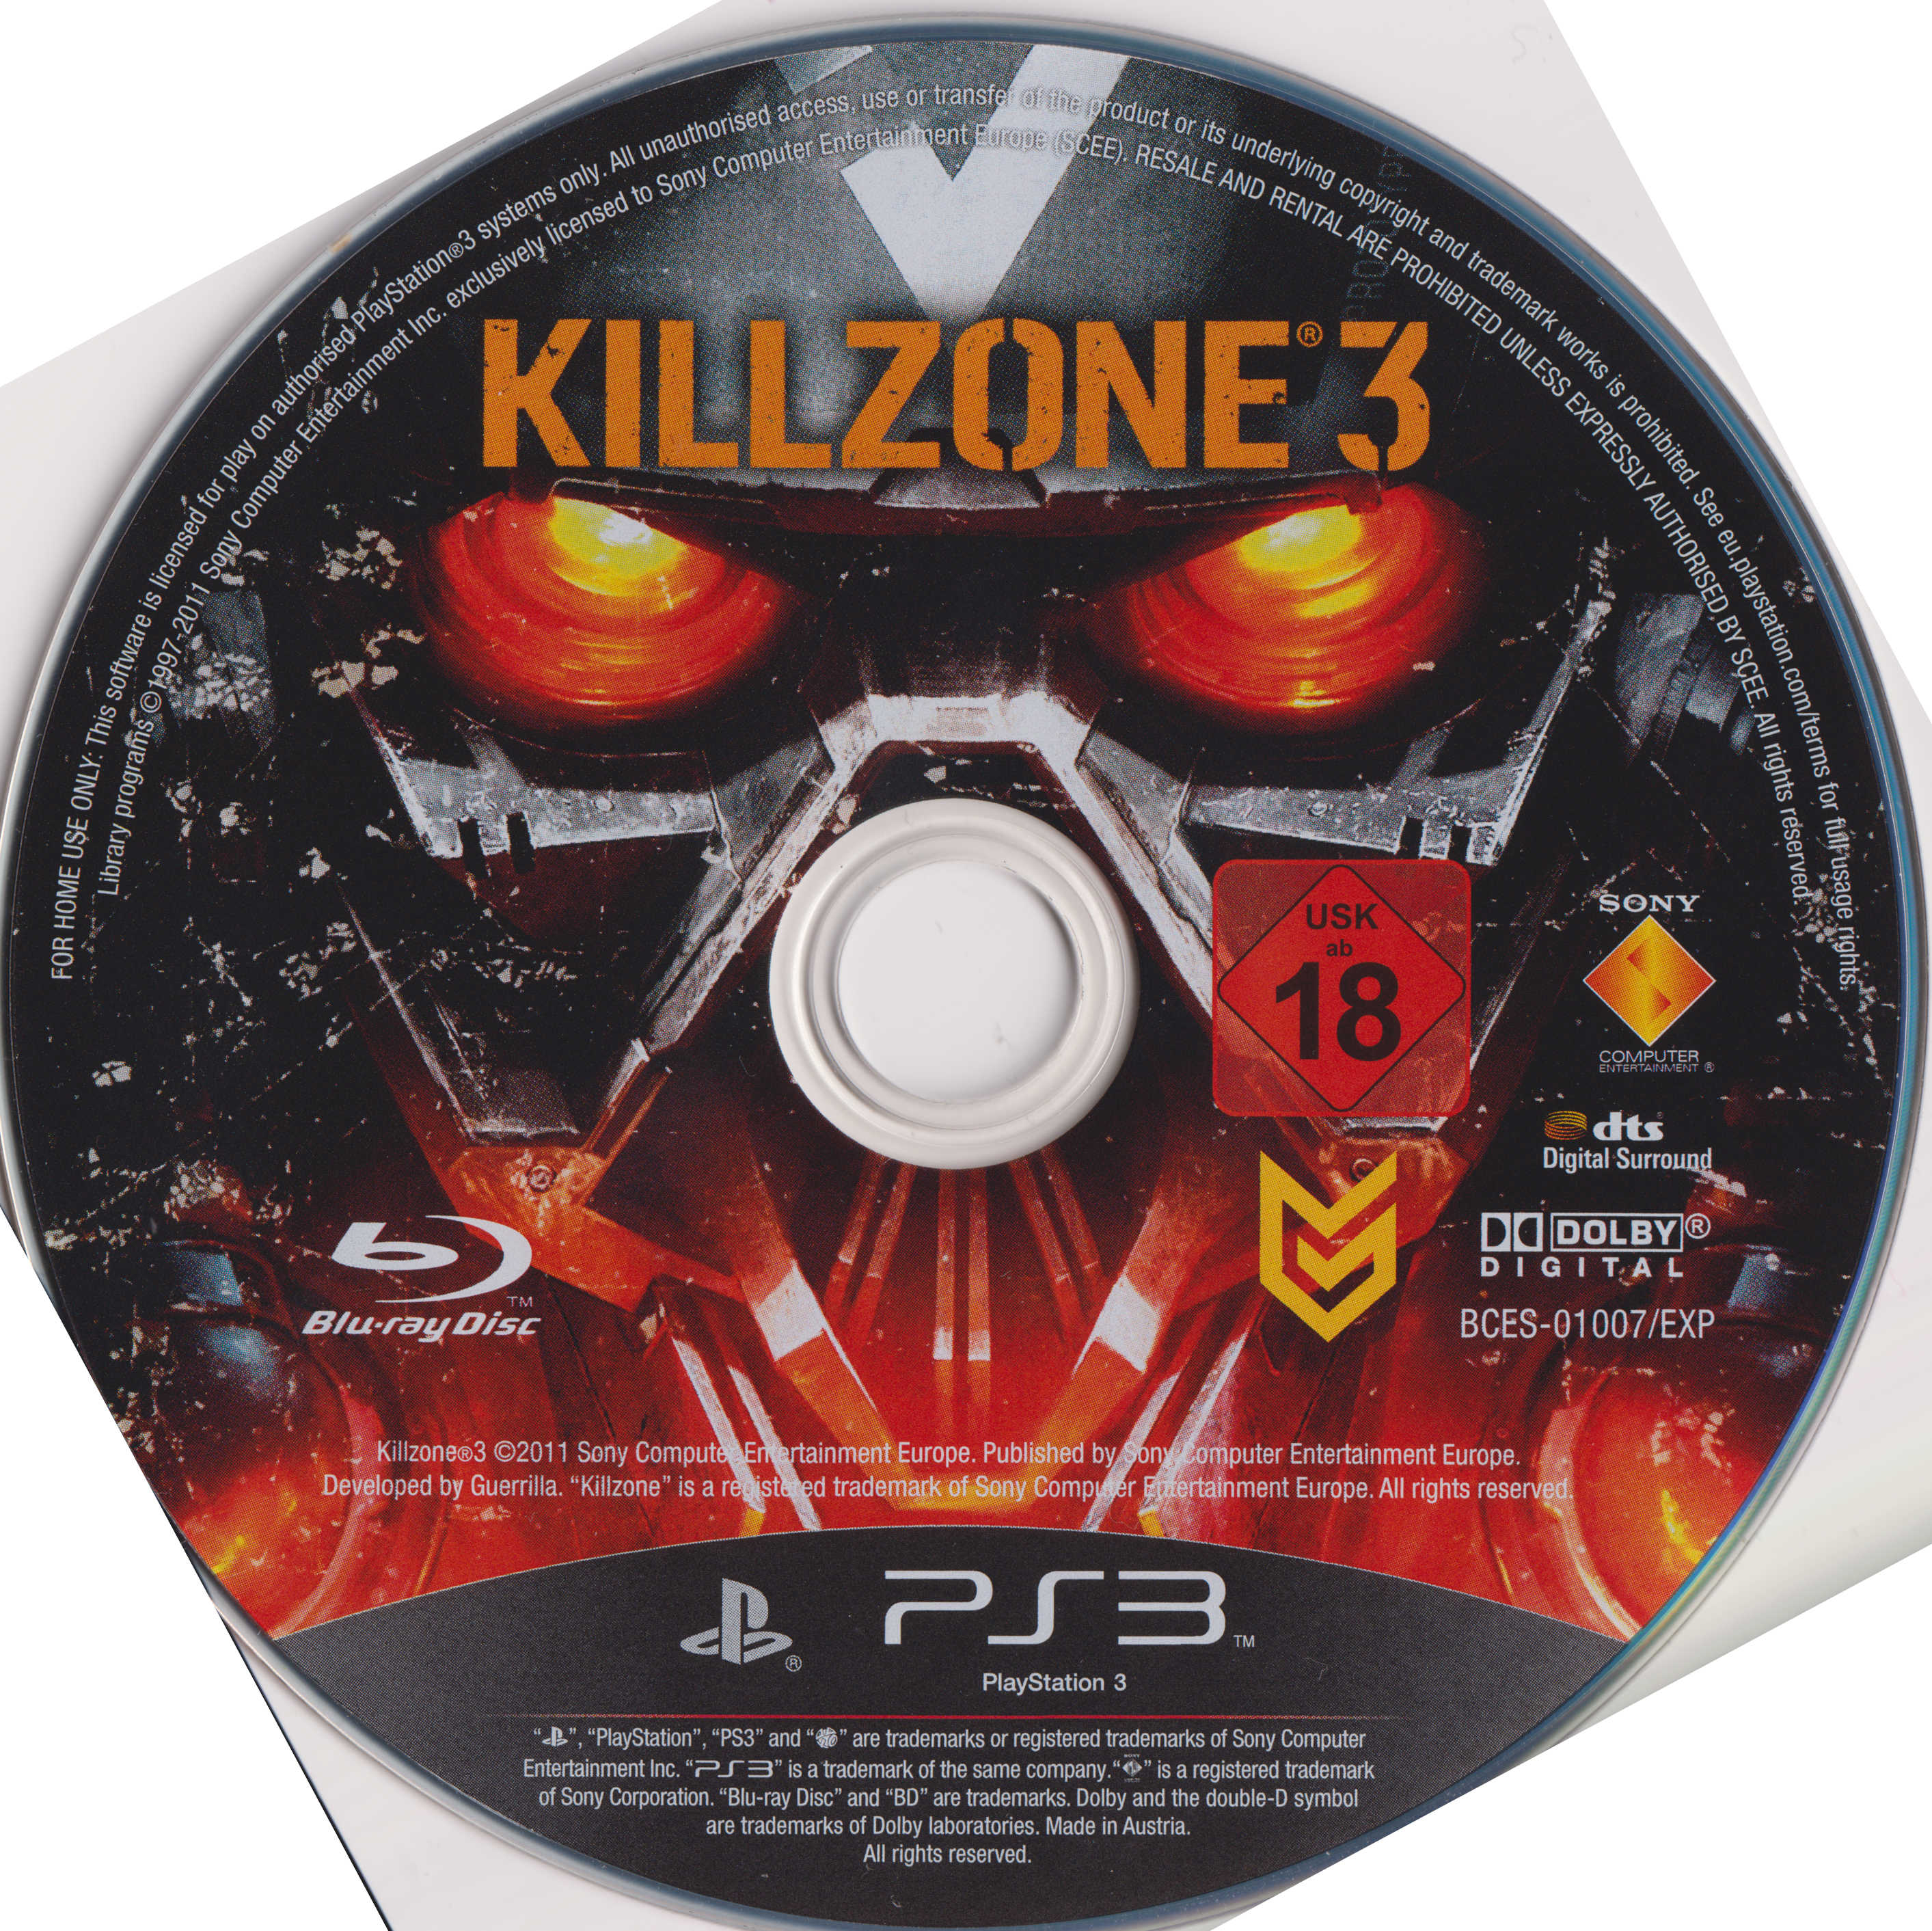 FOR HOME USE ONLY: This software is licensed for play on authorised PlayStation®3 systems only. All unauthorised access, use or transfer of the product or its underlying copyright and trademark works is prohibited. See eu.playstation.com/terms for full usage rights.
Library programs ©1997-2011 Sony Computer Entertainment Inc. exclusively licensed to Sony Computer Entertainment Europe (SCEE). RESALE AND RENTAL ARE PROHIBITED UNLESS EXPRESSLY AUTHORISED BY SCEE. All rights reserved.
KILLZONE®3
USK
ab
18
SONY
COMPUTER
ENTERTAINMENT ®
dts®
Digital Surround
DOLBY®
DIGITAL
BCES-01007/EXP
Blu-ray Disc™
Killzone®3 ©2011 Sony Computer Entertainment Europe. Published by Sony Computer Entertainment Europe.
Developed by Guerrilla. “Killzone” is a registered trademark of Sony Computer Entertainment Europe. All rights reserved.
® PS3™
PlayStation 3
“ ”, “PlayStation”, “PS3” and “ ” are trademarks or registered trademarks of Sony Computer
Entertainment Inc. “PS3” is a trademark of the same company.“ ” is a registered trademark
of Sony Corporation. “Blu-ray Disc” and “BD” are trademarks. Dolby and the double-D symbol
are trademarks of Dolby laboratories. Made in Austria.
All rights reserved.